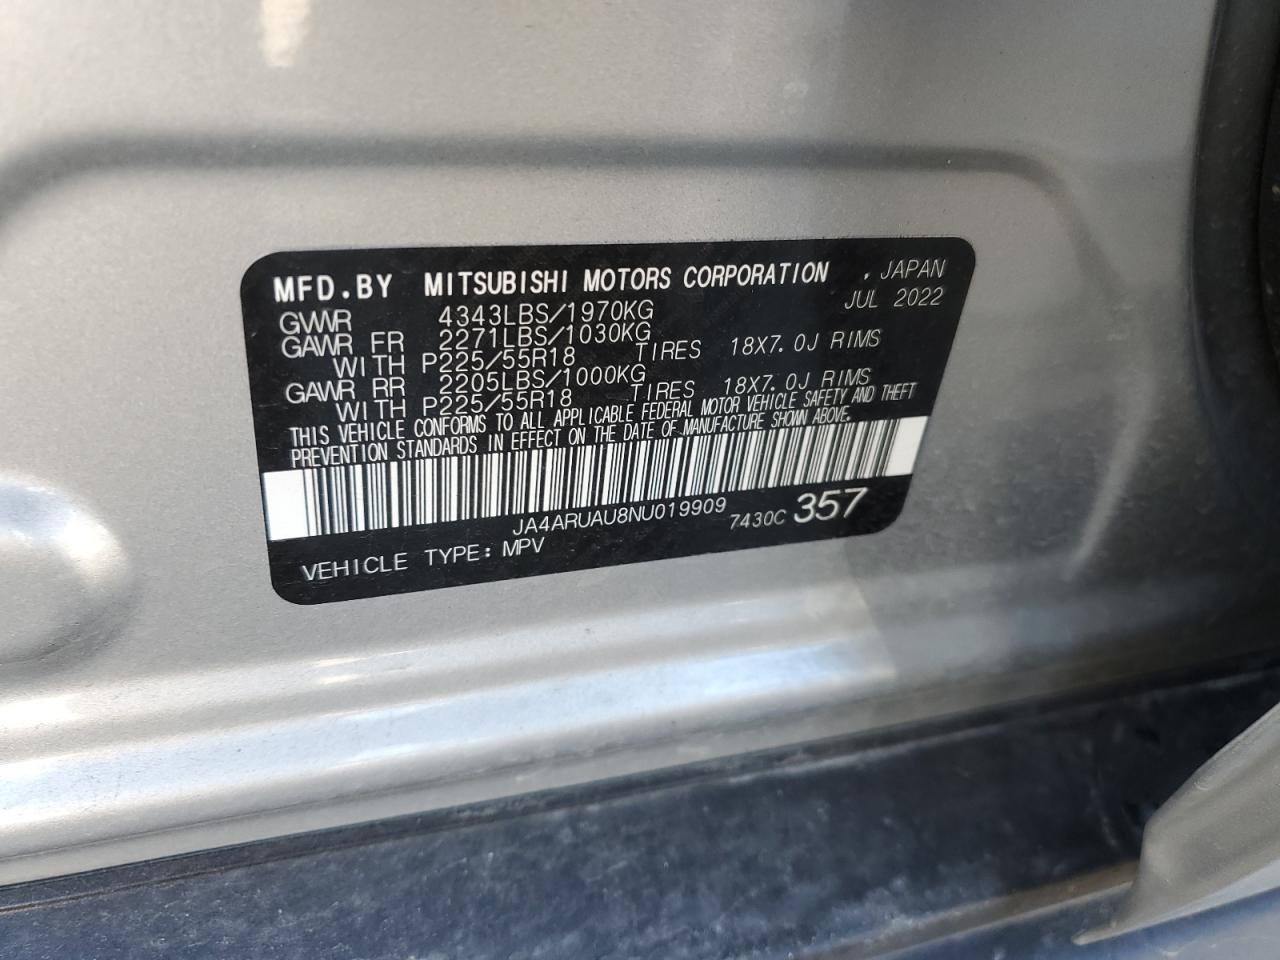 MFD.BY MITSUBISHI MOTORS CORPORATION . JAPAN
JUL 2022
GVWR 4343LBS/1970KG
GAWR FR 2271LBS/1030KG
WITH P225/55R18 TIRES 18X7.0J RIMS
GAWR RR 2205LBS/1000KG
WITH P225/55R18 TIRES 18X7.0J RIMS
THIS VEHICLE CONFORMS TO ALL APPLICABLE FEDERAL MOTOR VEHICLE SAFETY AND THEFT
PREVENTION STANDARDS IN EFFECT ON THE DATE OF MANUFACTURE SHOWN ABOVE.
JA4ARUAU8NU019909 7430C 357
VEHICLE TYPE: MPV